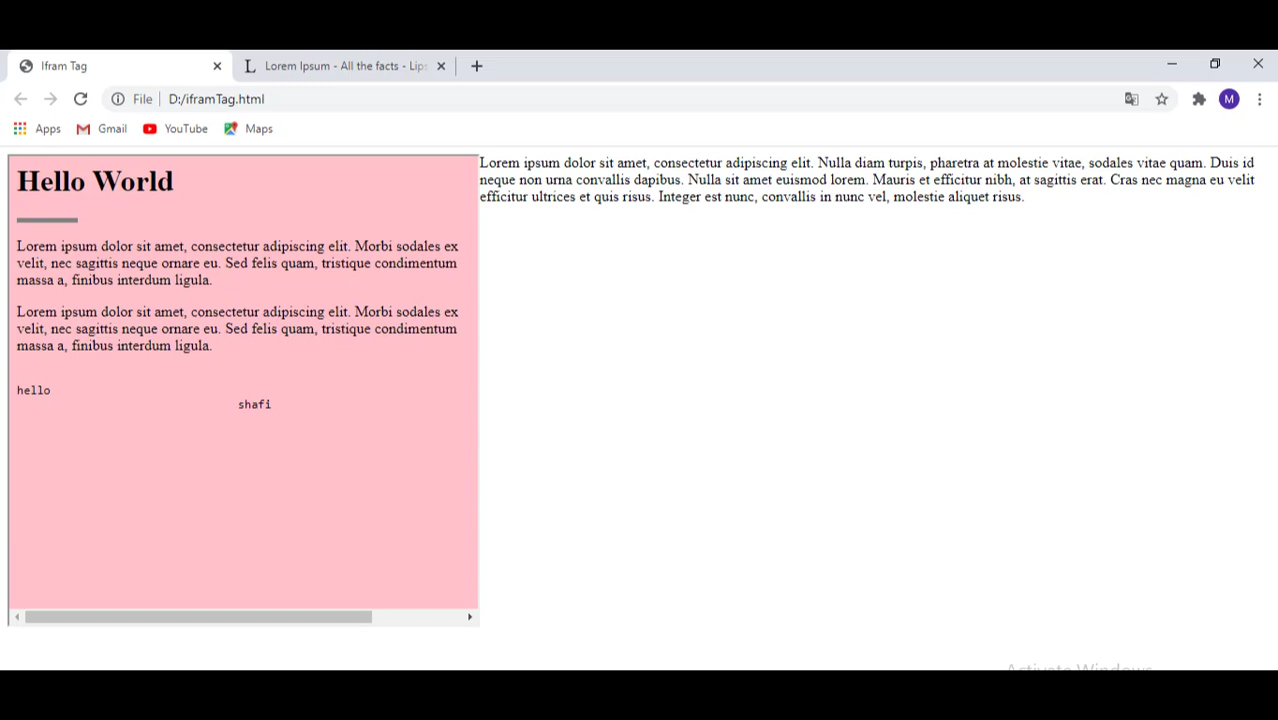 Ifram Tag
Lorem Ipsum - All the facts - Lips
File D:/iframTag.html
M
Apps Gmail YouTube Maps
Hello World
Lorem ipsum dolor sit amet, consectetur adipiscing elit. Morbi sodales ex
velit, nec sagittis neque ornare eu. Sed felis quam, tristique condimentum
massa a, finibus interdum ligula.
Lorem ipsum dolor sit amet, consectetur adipiscing elit. Morbi sodales ex
velit, nec sagittis neque ornare eu. Sed felis quam, tristique condimentum
massa a, finibus interdum ligula.
hello
shafi
Lorem ipsum dolor sit amet, consectetur adipiscing elit. Nulla diam turpis, pharetra at molestie vitae, sodales vitae quam. Duis id
neque non urna convallis dapibus. Nulla sit amet euismod lorem. Mauris et efficitur nibh, at sagittis erat. Cras nec magna eu velit
efficitur ultrices et quis risus. Integer est nunc, convallis in nunc vel, molestie aliquet risus.
Activate Windows